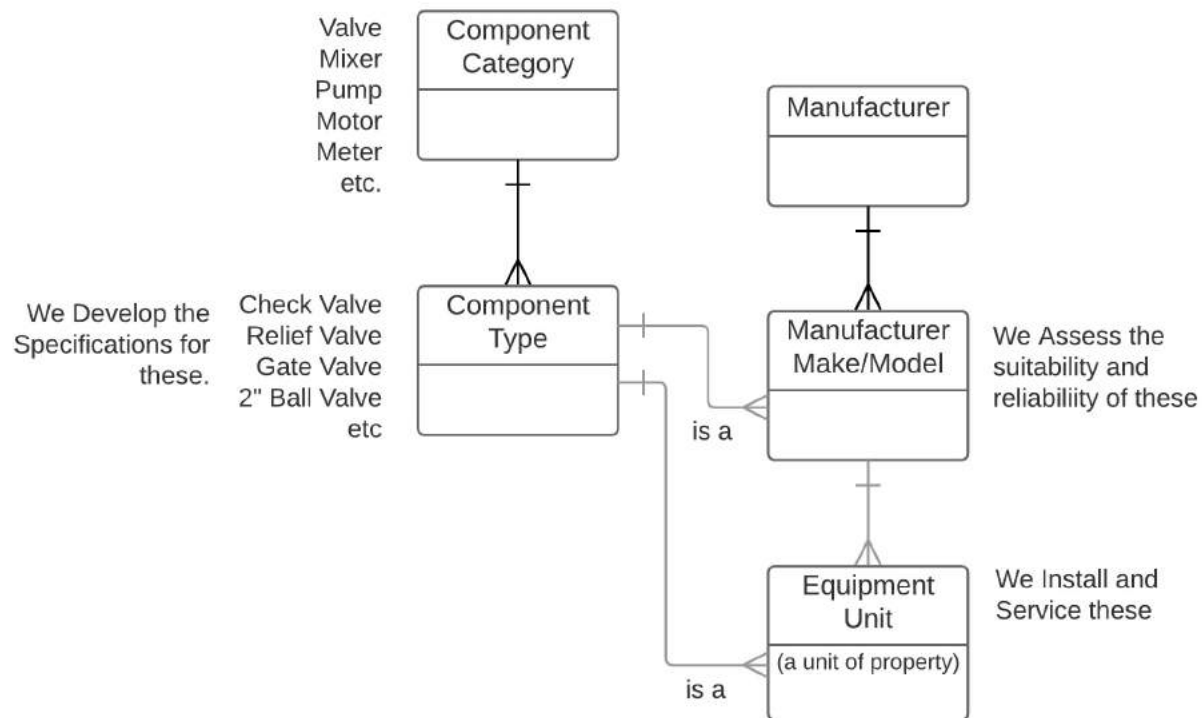 Valve
Mixer
Pump
Motor
Meter
etc.
Component
Category
Manufacturer
We Develop the
Specifications for
these.
Check Valve
Relief Valve
Gate Valve
2" Ball Valve
etc
Component
Type
Manufacturer
Make/Model
We Assess the
suitability and
reliabiliity of these
is a
Equipment
Unit
(a unit of property)
We Install and
Service these
is a